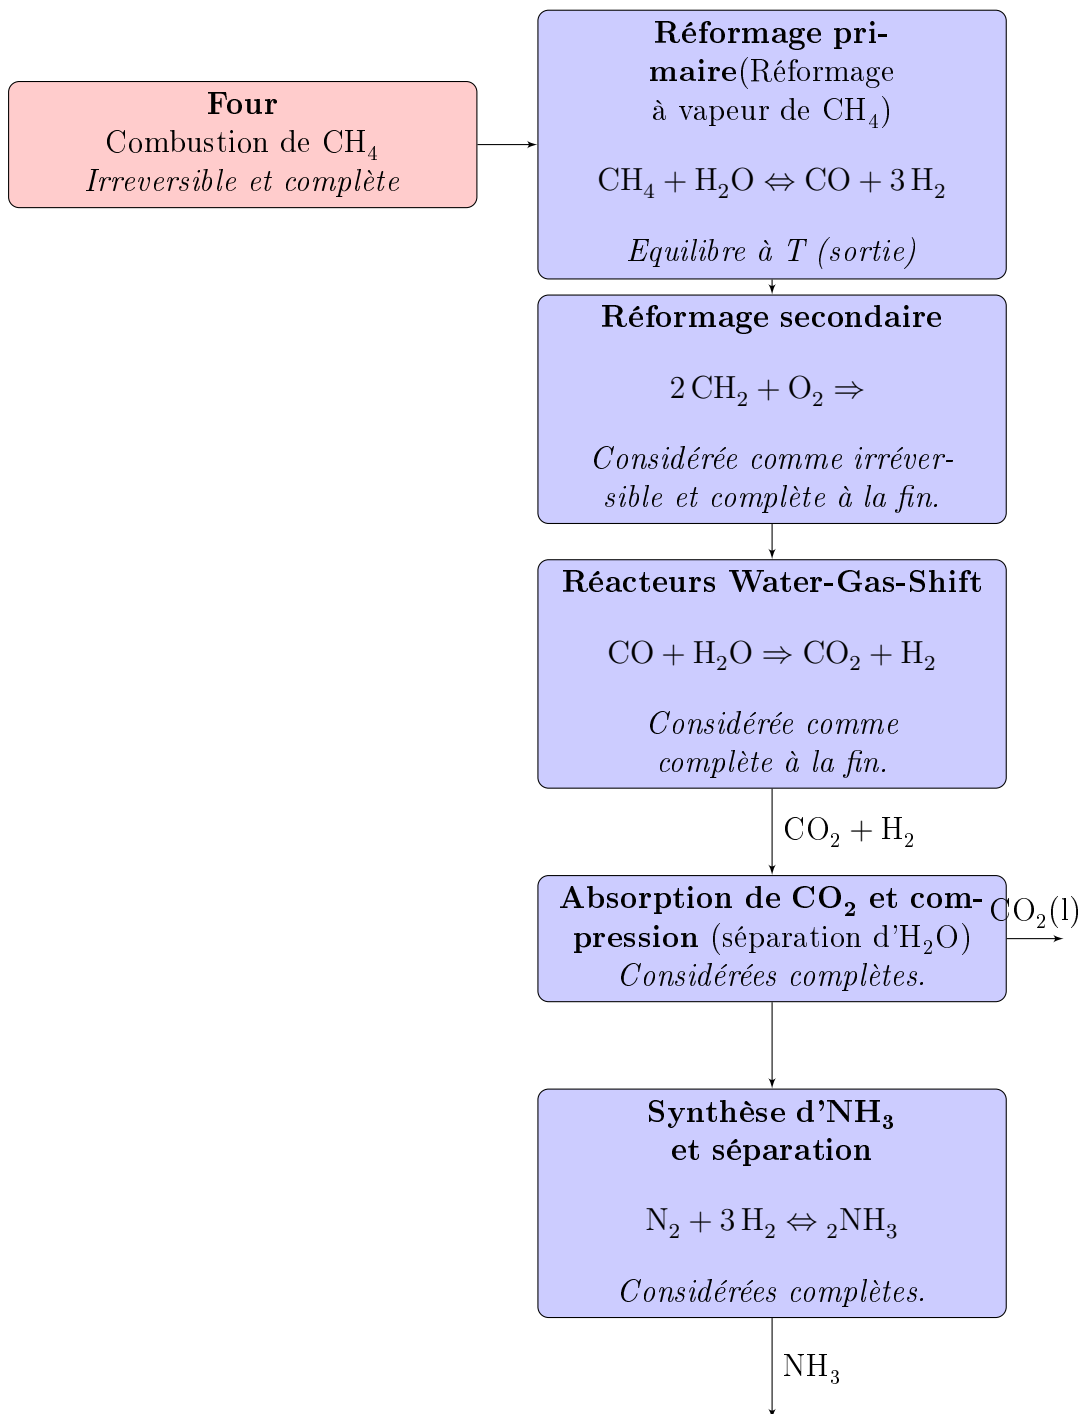 Réformage pri-
maire(Réformage
à vapeur de CH₄)
CH₄ + H₂O ⇔ CO + 3 H₂
Equilibre à T (sortie)
Four
Combustion de CH₄
Irreversible et complète
Réformage secondaire
2 CH₂ + O₂ ⇒
Considérée comme irréver-
sible et complète à la fin.
Réacteurs Water-Gas-Shift
CO + H₂O ⇒ CO₂ + H₂
Considérée comme
complète à la fin.
CO₂ + H₂
Absorption de CO₂ et com-
pression (séparation d'H₂O)
Considérées complètes.
CO₂(l)
Synthèse d'NH₃
et séparation
N₂ + 3 H₂ ⇔ ₂NH₃
Considérées complètes.
NH₃